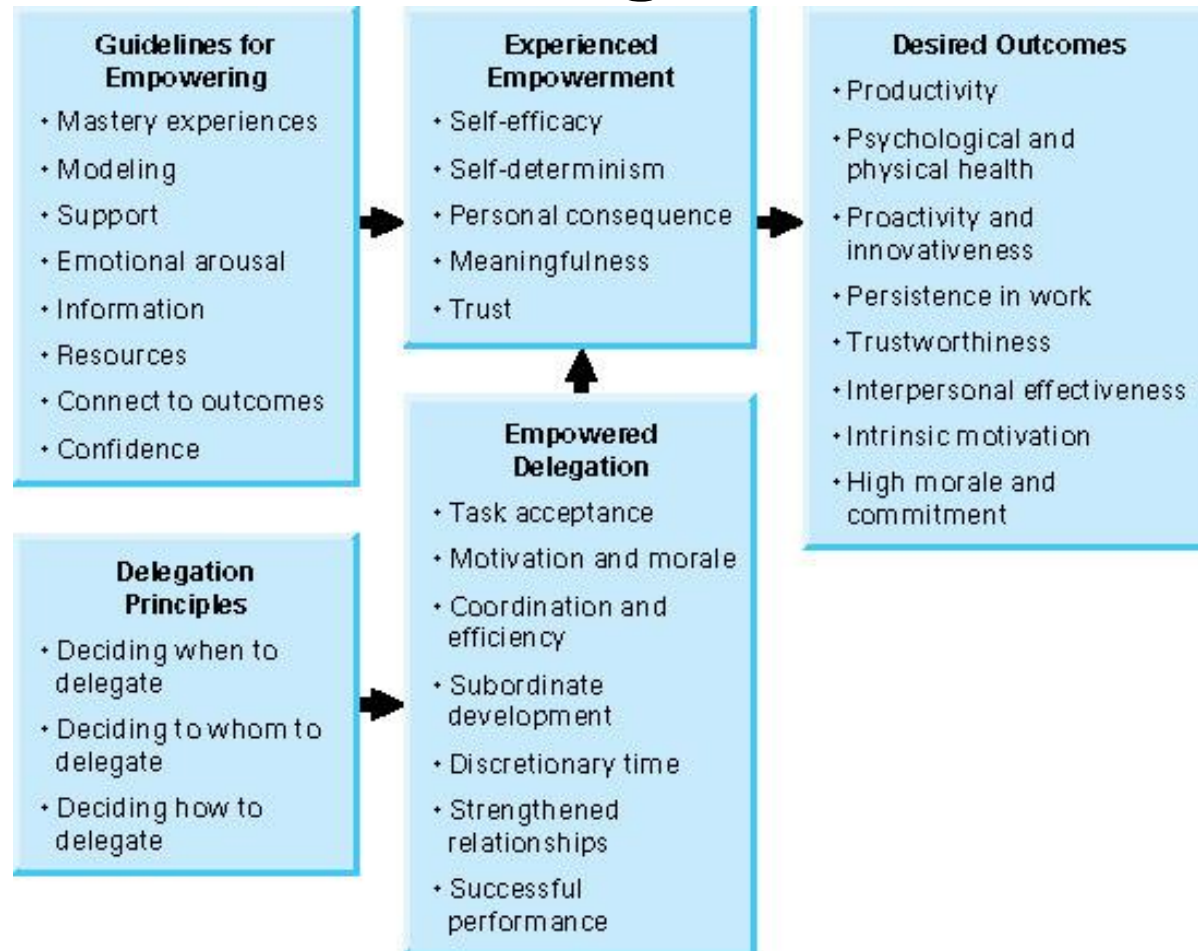 Guidelines for
Empowering
• Mastery experiences
• Modeling
• Support
• Emotional arousal
• Information
• Resources
• Connect to outcomes
• Confidence
Experienced
Empowerment
• Self-efficacy
• Self-determinism
• Personal consequence
• Meaningfulness
• Trust
Desired Outcomes
• Productivity
• Psychological and
physical health
• Proactivity and
innovativeness
• Persistence in work
• Trustworthiness
• Interpersonal effectiveness
• Intrinsic motivation
• High morale and
commitment
Delegation
Principles
• Deciding when to
delegate
• Deciding to whom to
delegate
• Deciding how to
delegate
Empowered
Delegation
• Task acceptance
• Motivation and morale
• Coordination and
efficiency
• Subordinate
development
• Discretionary time
• Strengthened
relationships
• Successful
performance